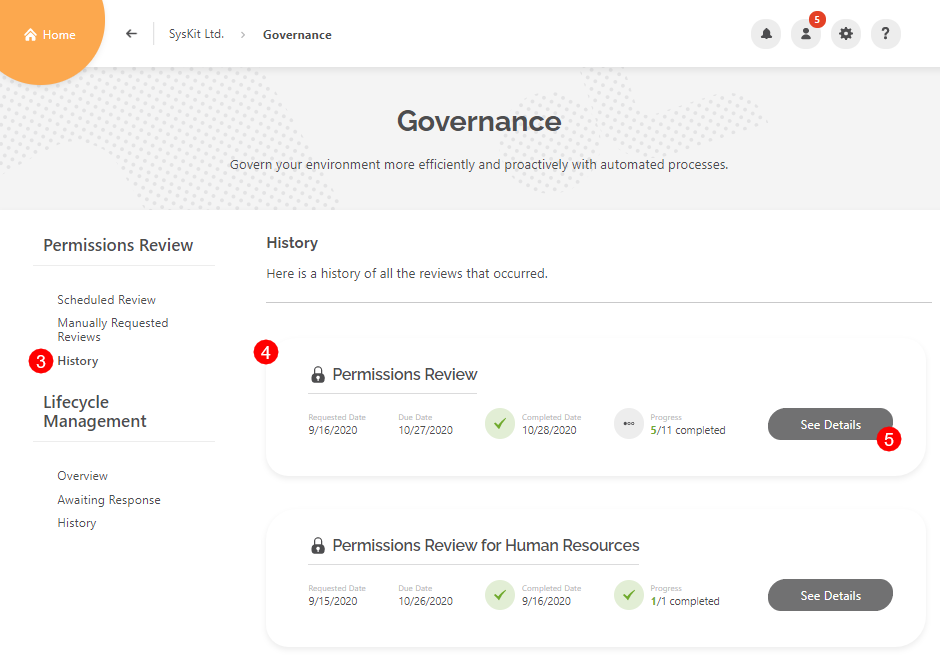 Home
SysKit Ltd. > Governance
5
?
Governance
Govern your environment more efficiently and proactively with automated processes.
Permissions Review
Scheduled Review
Manually Requested
Reviews
3
History
Lifecycle
Management
Overview
Awaiting Response
History
History
Here is a history of all the reviews that occurred.
4
Permissions Review
Requested Date
9/16/2020
Due Date
10/27/2020
Completed Date
10/28/2020
Progress
5/11 completed
See Details
5
Permissions Review for Human Resources
Requested Date
9/15/2020
Due Date
10/26/2020
Completed Date
9/16/2020
Progress
1/1 completed
See Details